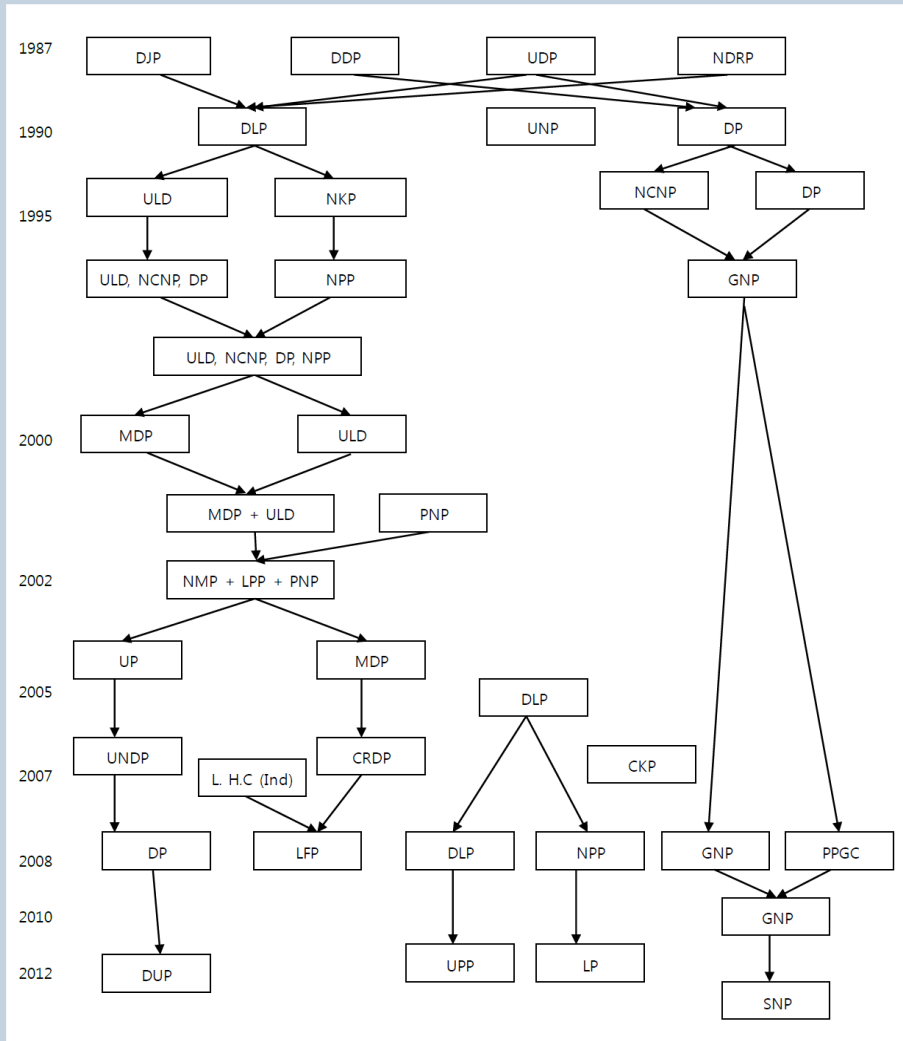 1987
DJP
DDP
UDP
NDRP
1990
DLP
UNP
DP
1995
ULD
NKP
NCNP
DP
ULD, NCNP, DP
NPP
GNP
ULD, NCNP, DP, NPP
2000
MDP
ULD
MDP + ULD
PNP
2002
NMP + LPP + PNP
UP
MDP
2005
DLP
2007
UNDP
L. H.C (Ind)
CRDP
CKP
2008
DP
LFP
DLP
NPP
GNP
PPGC
2010
GNP
2012
DUP
UPP
LP
SNP